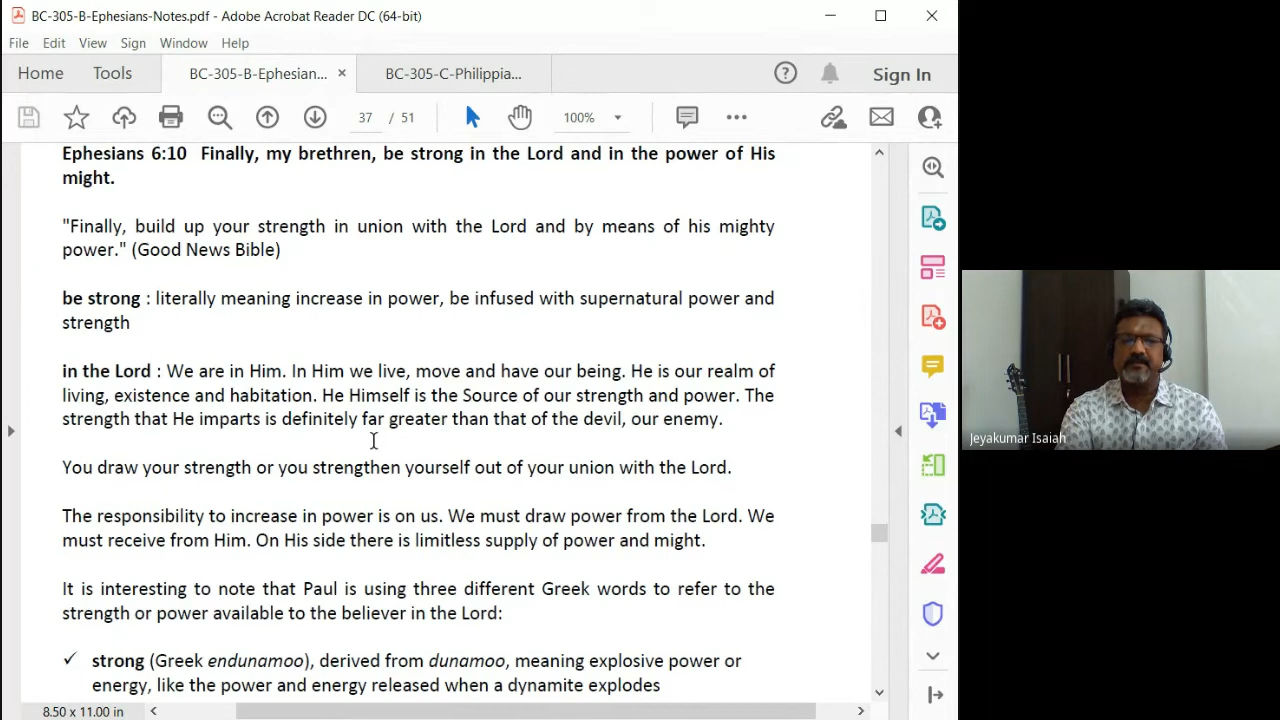 BC-305-B-Ephesians-Notes.pdf - Adobe Acrobat Reader DC (64-bit)
File Edit View Sign Window Help
Home Tools BC-305-B-Ephesian... × BC-305-C-Philippia... ? Sign In
37 / 51 100%
Ephesians 6:10 Finally, my brethren, be strong in the Lord and in the power of His
might.
"Finally, build up your strength in union with the Lord and by means of his mighty
power." (Good News Bible)
be strong : literally meaning increase in power, be infused with supernatural power and
strength
in the Lord : We are in Him. In Him we live, move and have our being. He is our realm of
living, existence and habitation. He Himself is the Source of our strength and power. The
strength that He imparts is definitely far greater than that of the devil, our enemy.
You draw your strength or you strengthen yourself out of your union with the Lord.
The responsibility to increase in power is on us. We must draw power from the Lord. We
must receive from Him. On His side there is limitless supply of power and might.
It is interesting to note that Paul is using three different Greek words to refer to the
strength or power available to the believer in the Lord:
✓ strong (Greek endunamoo), derived from dunamoo, meaning explosive power or
energy, like the power and energy released when a dynamite explodes
8.50 x 11.00 in
Jeyakumar Isaiah